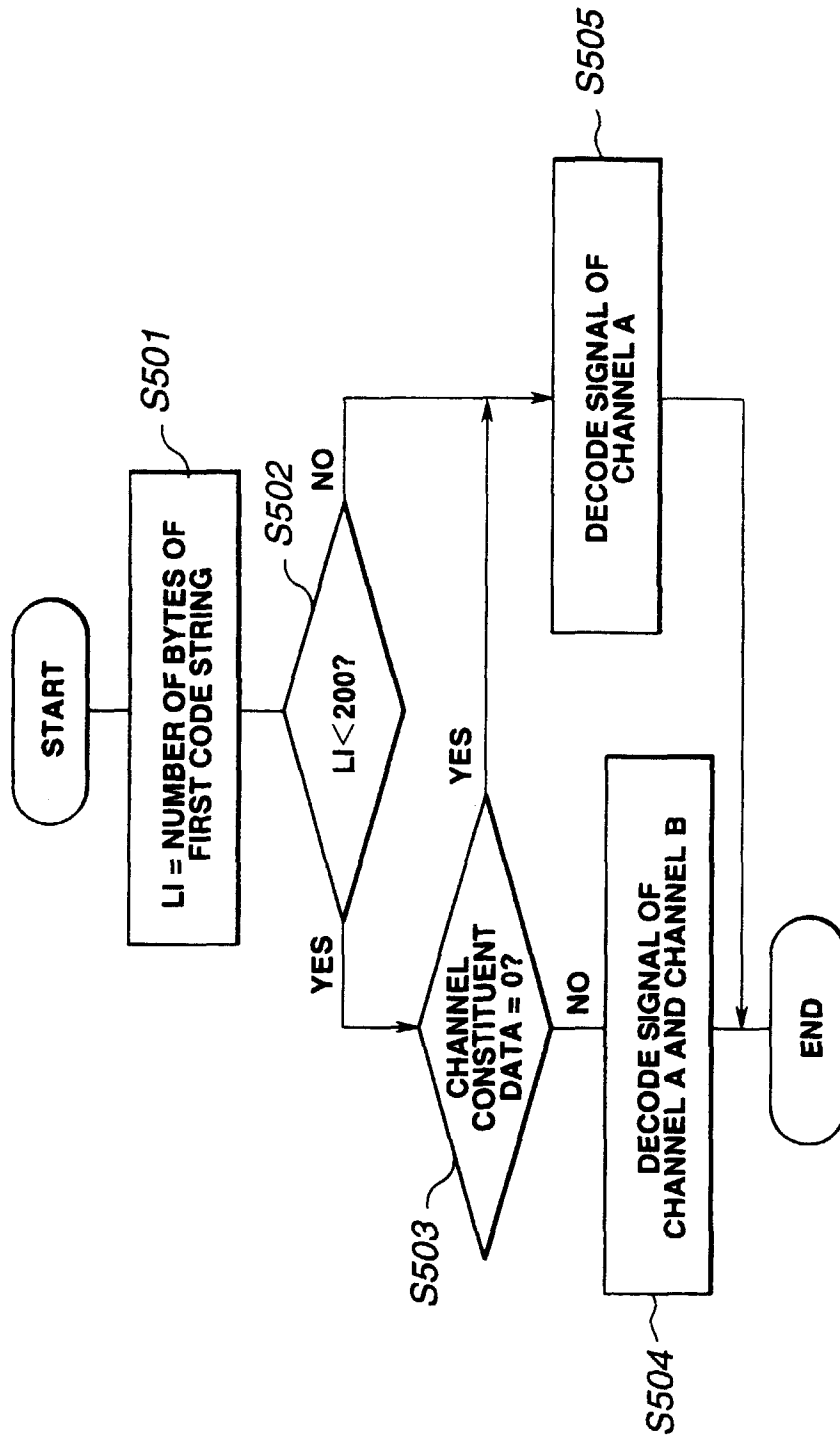 START
S501
LI = NUMBER OF BYTES OF
FIRST CODE STRING
S502
LI<200?
YES
NO
S503
CHANNEL
CONSTITUENT
DATA = 0?
YES
NO
S504
DECODE SIGNAL OF
CHANNEL A AND CHANNEL B
S505
DECODE SIGNAL OF
CHANNEL A
END